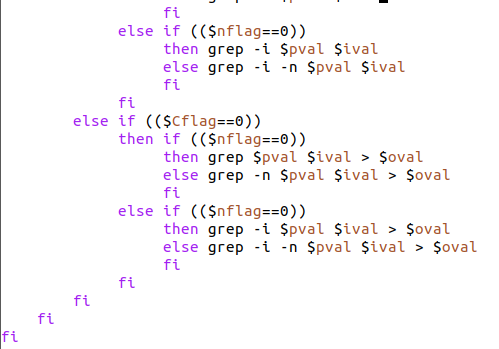 fi
else if (($nflag==0))
then grep -i $pval $ival
else grep -i -n $pval $ival
fi
fi
else if (($Cflag==0))
then if (($nflag==0))
then grep $pval $ival > $oval
else grep -n $pval $ival > $oval
fi
else if (($nflag==0))
then grep -i $pval $ival > $oval
else grep -i -n $pval $ival > $oval
fi
fi
fi
fi
fi